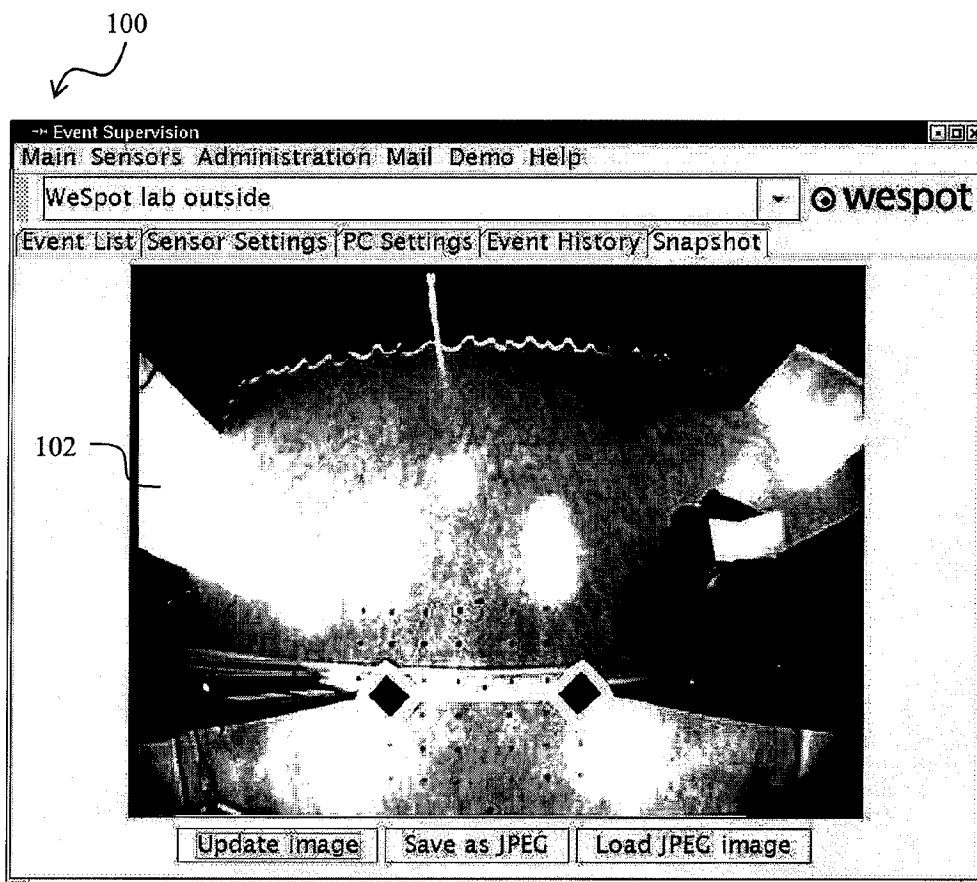 100
Event Supervision
Main Sensors Administration Mail Demo Help
WeSpot lab outside
wespot
Event List Sensor Settings PC Settings Event History Snapshot
102
Update image Save as JPEG Load JPEG image